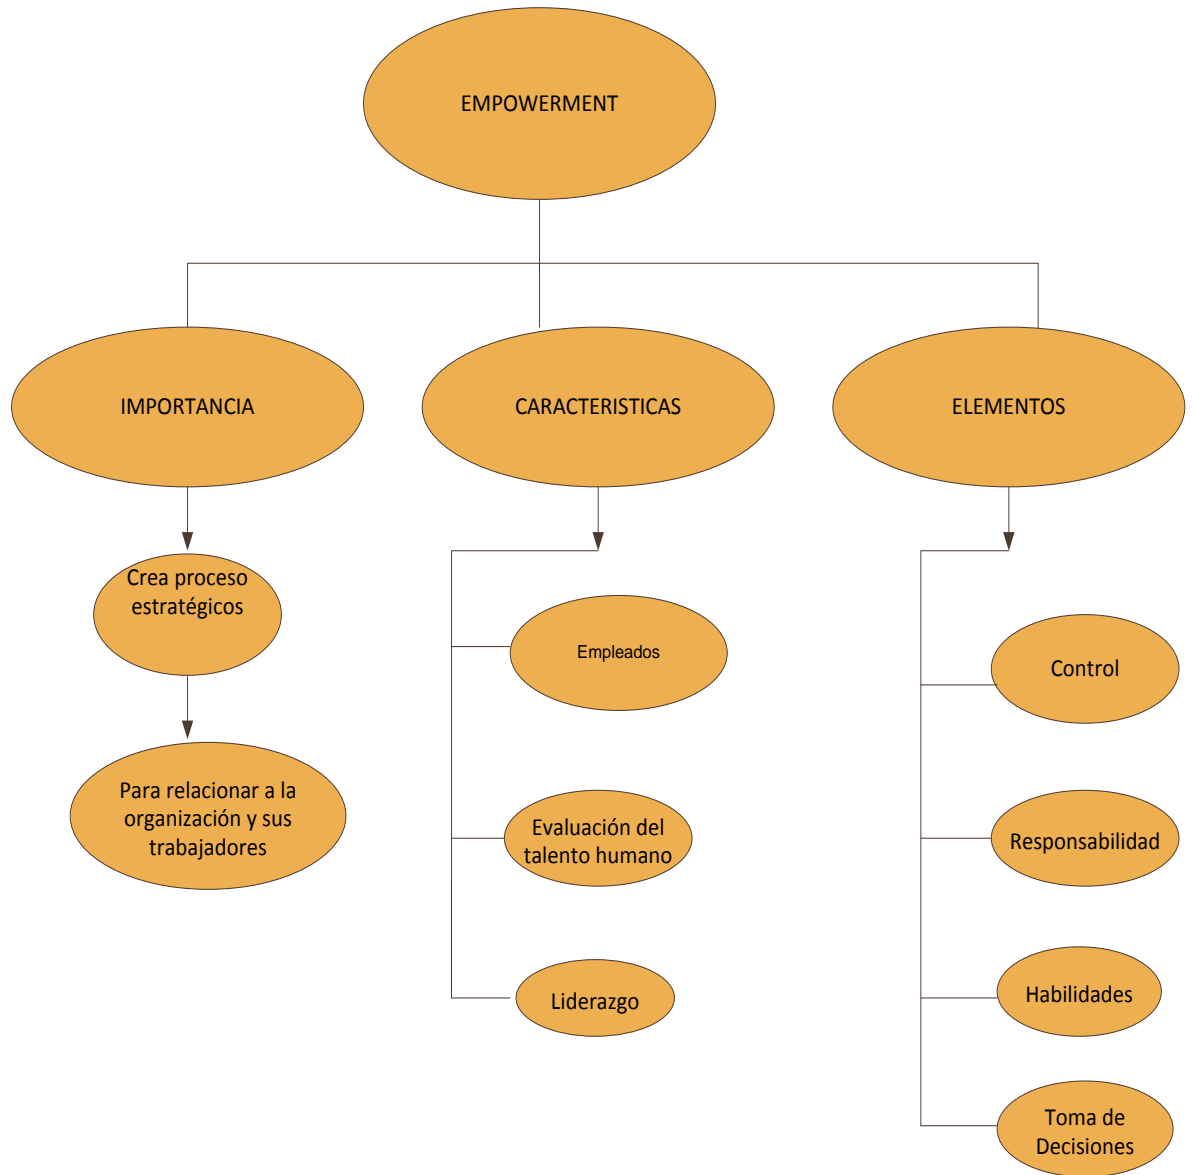 EMPOWERMENT
IMPORTANCIA
CARACTERISTICAS
ELEMENTOS
Crea proceso
estratégicos
Para relacionar a la
organización y sus
trabajadores
Empleados
Evaluación del
talento humano
Liderazgo
Control
Responsabilidad
Habilidades
Toma de
Decisiones